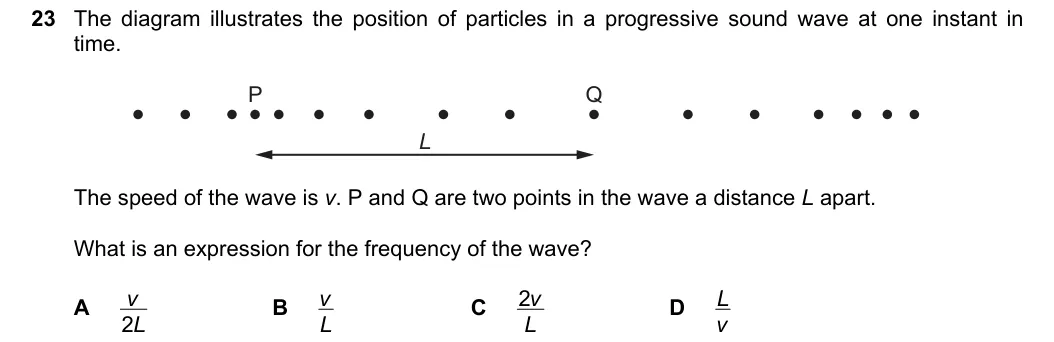 23 The diagram illustrates the position of particles in a progressive sound wave at one instant in
time.
P Q
L
The speed of the wave is v. P and Q are two points in the wave a distance L apart.
What is an expression for the frequency of the wave?
A v/2L B v/L C 2v/L D L/v